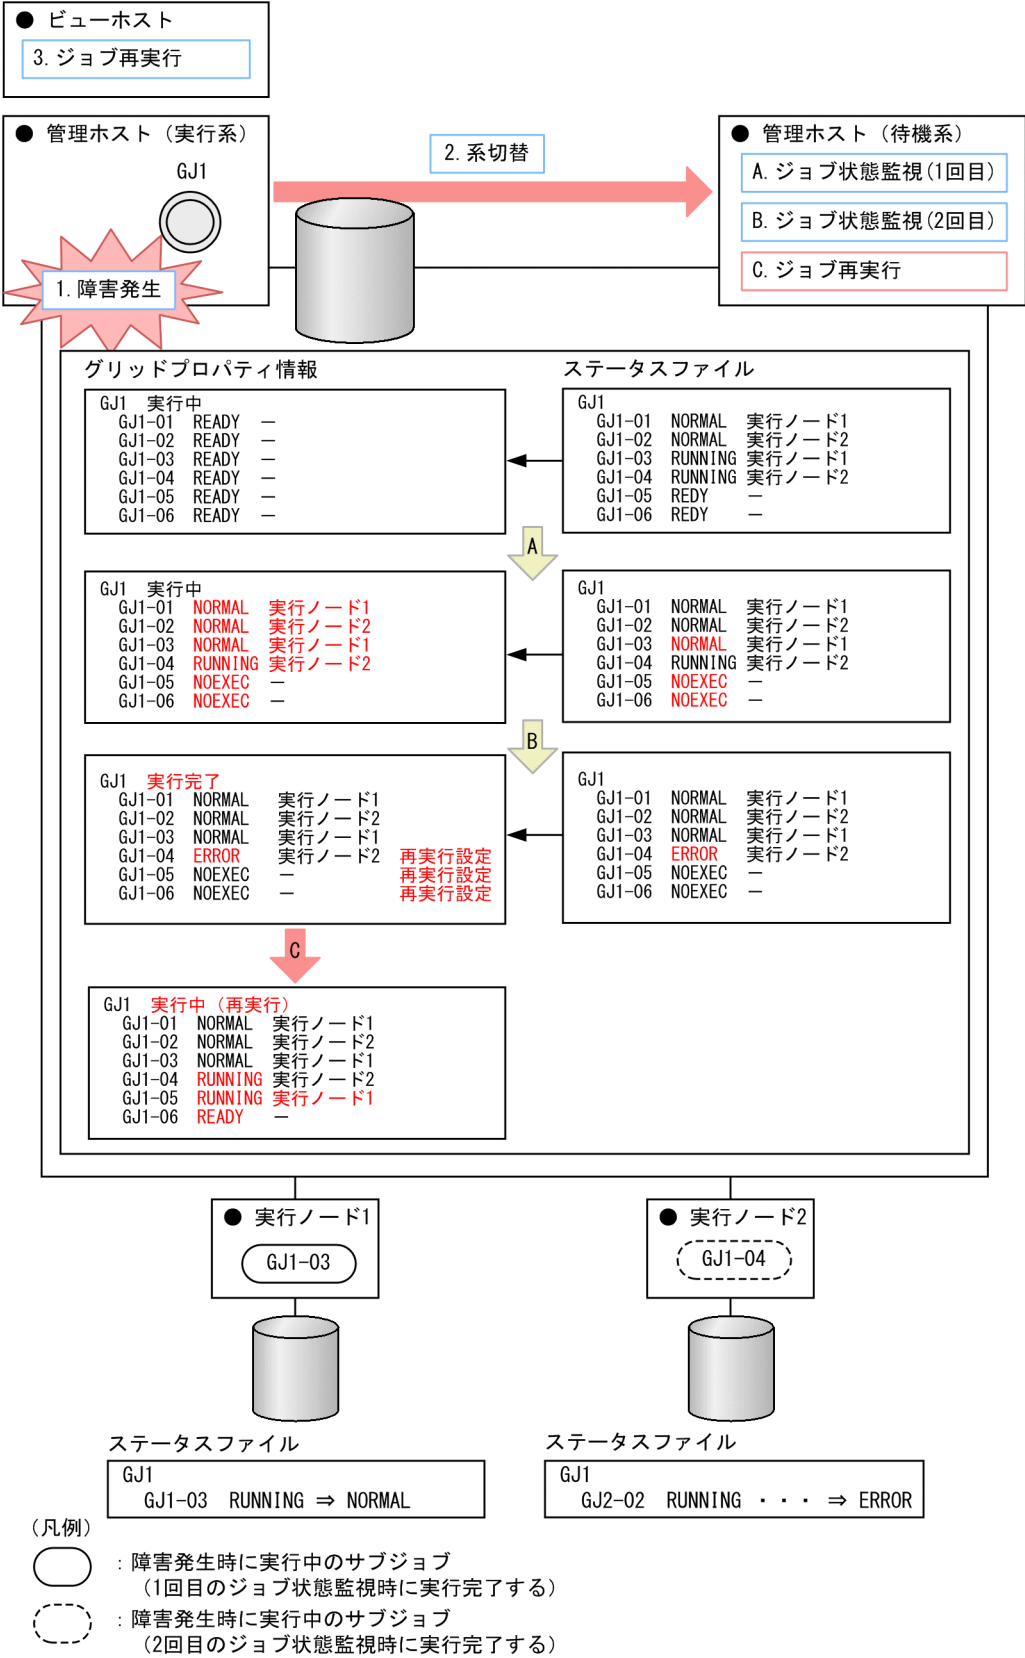 ● ビューホスト
3. ジョブ再実行
● 管理ホスト（実行系）
GJ1
1. 障害発生
2. 系切替
● 管理ホスト（待機系）
A. ジョブ状態監視(1回目)
B. ジョブ状態監視(2回目)
C. ジョブ再実行
グリッドプロパティ情報
GJ1 実行中
GJ1-01 READY －
GJ1-02 READY －
GJ1-03 READY －
GJ1-04 READY －
GJ1-05 READY －
GJ1-06 READY －
ステータスファイル
GJ1
GJ1-01 NORMAL 実行ノード1
GJ1-02 NORMAL 実行ノード2
GJ1-03 RUNNING 実行ノード1
GJ1-04 RUNNING 実行ノード2
GJ1-05 REDY －
GJ1-06 REDY －
A
GJ1 実行中
GJ1-01 NORMAL 実行ノード1
GJ1-02 NORMAL 実行ノード2
GJ1-03 NORMAL 実行ノード1
GJ1-04 RUNNING 実行ノード2
GJ1-05 NOEXEC －
GJ1-06 NOEXEC －
GJ1
GJ1-01 NORMAL 実行ノード1
GJ1-02 NORMAL 実行ノード2
GJ1-03 NORMAL 実行ノード1
GJ1-04 RUNNING 実行ノード2
GJ1-05 NOEXEC －
GJ1-06 NOEXEC －
B
GJ1 実行完了
GJ1-01 NORMAL 実行ノード1
GJ1-02 NORMAL 実行ノード2
GJ1-03 NORMAL 実行ノード1
GJ1-04 ERROR 実行ノード2 再実行設定
GJ1-05 NOEXEC － 再実行設定
GJ1-06 NOEXEC － 再実行設定
GJ1
GJ1-01 NORMAL 実行ノード1
GJ1-02 NORMAL 実行ノード2
GJ1-03 NORMAL 実行ノード1
GJ1-04 ERROR 実行ノード2
GJ1-05 NOEXEC －
GJ1-06 NOEXEC －
C
GJ1 実行中（再実行）
GJ1-01 NORMAL 実行ノード1
GJ1-02 NORMAL 実行ノード2
GJ1-03 NORMAL 実行ノード1
GJ1-04 RUNNING 実行ノード2
GJ1-05 RUNNING 実行ノード1
GJ1-06 READY －
● 実行ノード1
GJ1-03
● 実行ノード2
GJ1-04
ステータスファイル
GJ1
GJ1-03 RUNNING ⇒ NORMAL
ステータスファイル
GJ1
GJ2-02 RUNNING ・・・ ⇒ ERROR
（凡例）
：障害発生時に実行中のサブジョブ
（1回目のジョブ状態監視時に実行完了する）
：障害発生時に実行中のサブジョブ
（2回目のジョブ状態監視時に実行完了する）